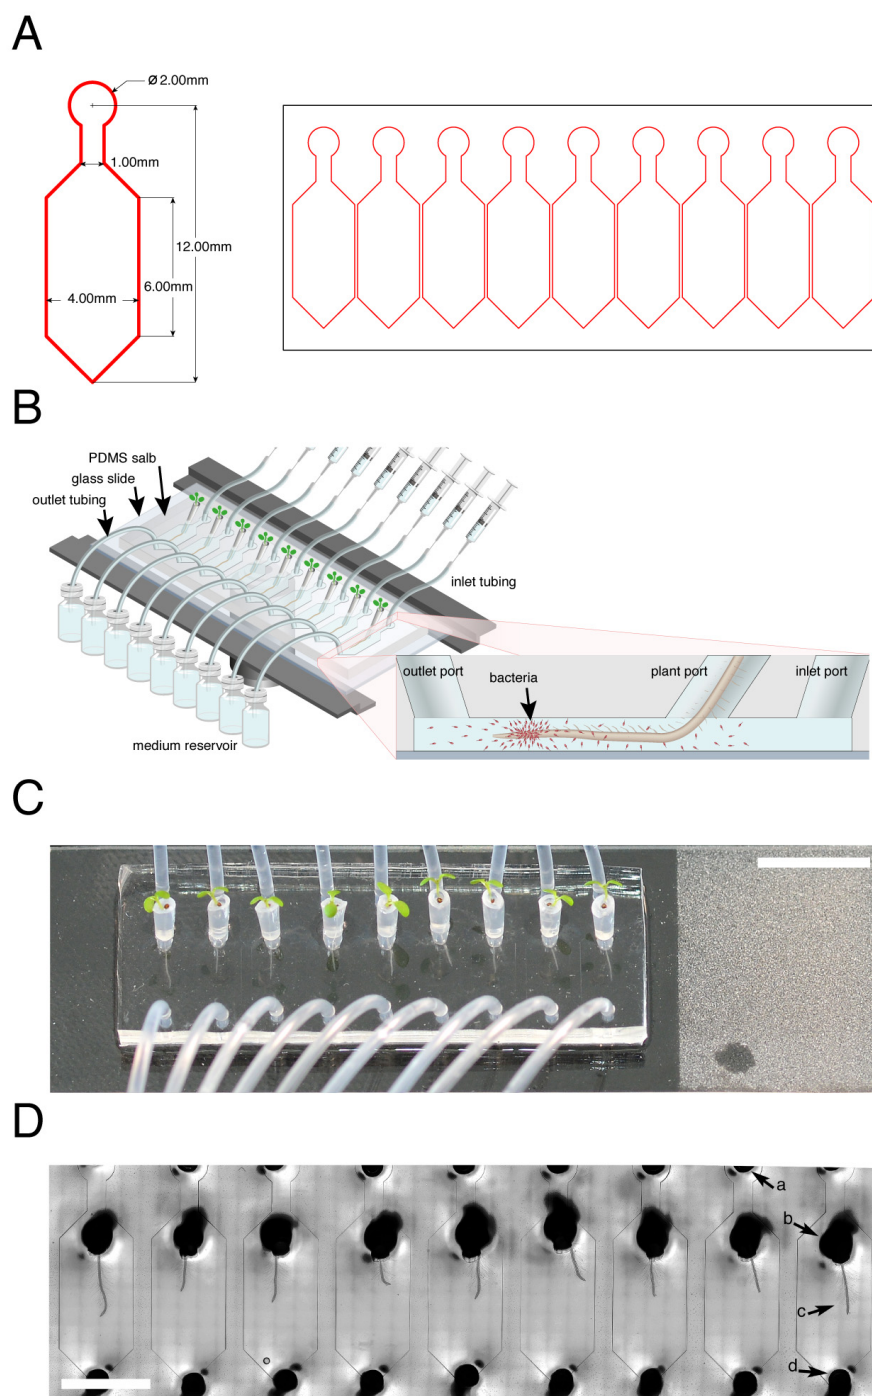 A
Ø 2.00mm
1.00mm
12.00mm
6.00mm
4.00mm
B
PDMS salb
glass slide
outlet tubing
inlet tubing
outlet port
plant port
inlet port
bacteria
medium reservoir
C
D
a
b
c
d